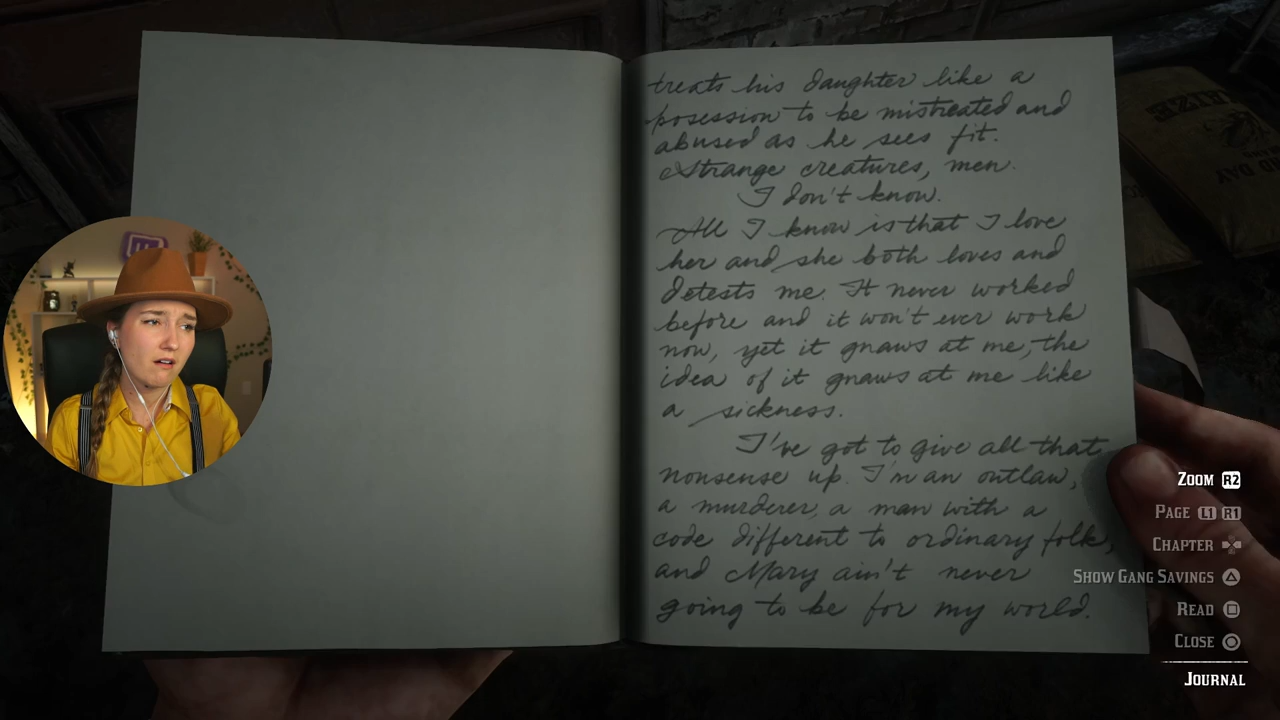 treats his daughter like a
posession to be mistreated and
abused as he sees fit.
Strange creatures, men.
I don't know.
All I know is that I love
her and she both loves and
detests me. It never worked
before and it won't ever work
now, yet it gnaws at me, the
idea of it gnaws at me like
a sickness.
I've got to give all that
nonsense up. I'm an outlaw,
a murderer, a man with a
code different to ordinary folk,
and Mary ain't never
going to be for my world.
ZOOM R2
PAGE L1 R1
CHAPTER
SHOW GANG SAVINGS
READ
CLOSE
JOURNAL